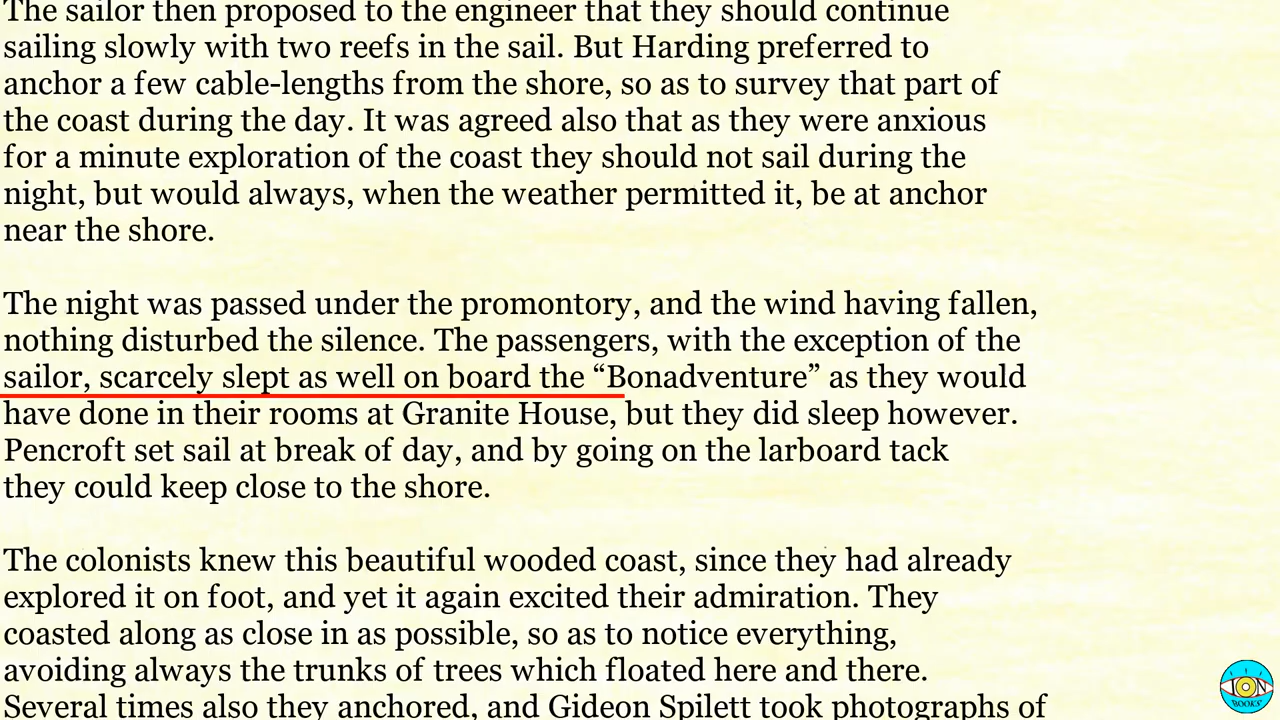 The sailor then proposed to the engineer that they should continue
sailing slowly with two reefs in the sail. But Harding preferred to
anchor a few cable-lengths from the shore, so as to survey that part of
the coast during the day. It was agreed also that as they were anxious
for a minute exploration of the coast they should not sail during the
night, but would always, when the weather permitted it, be at anchor
near the shore.
The night was passed under the promontory, and the wind having fallen,
nothing disturbed the silence. The passengers, with the exception of the
sailor, scarcely slept as well on board the “Bonadventure” as they would
have done in their rooms at Granite House, but they did sleep however.
Pencroft set sail at break of day, and by going on the larboard tack
they could keep close to the shore.
The colonists knew this beautiful wooded coast, since they had already
explored it on foot, and yet it again excited their admiration. They
coasted along as close in as possible, so as to notice everything,
avoiding always the trunks of trees which floated here and there.
Several times also they anchored, and Gideon Spilett took photographs of
ION
BOOKS